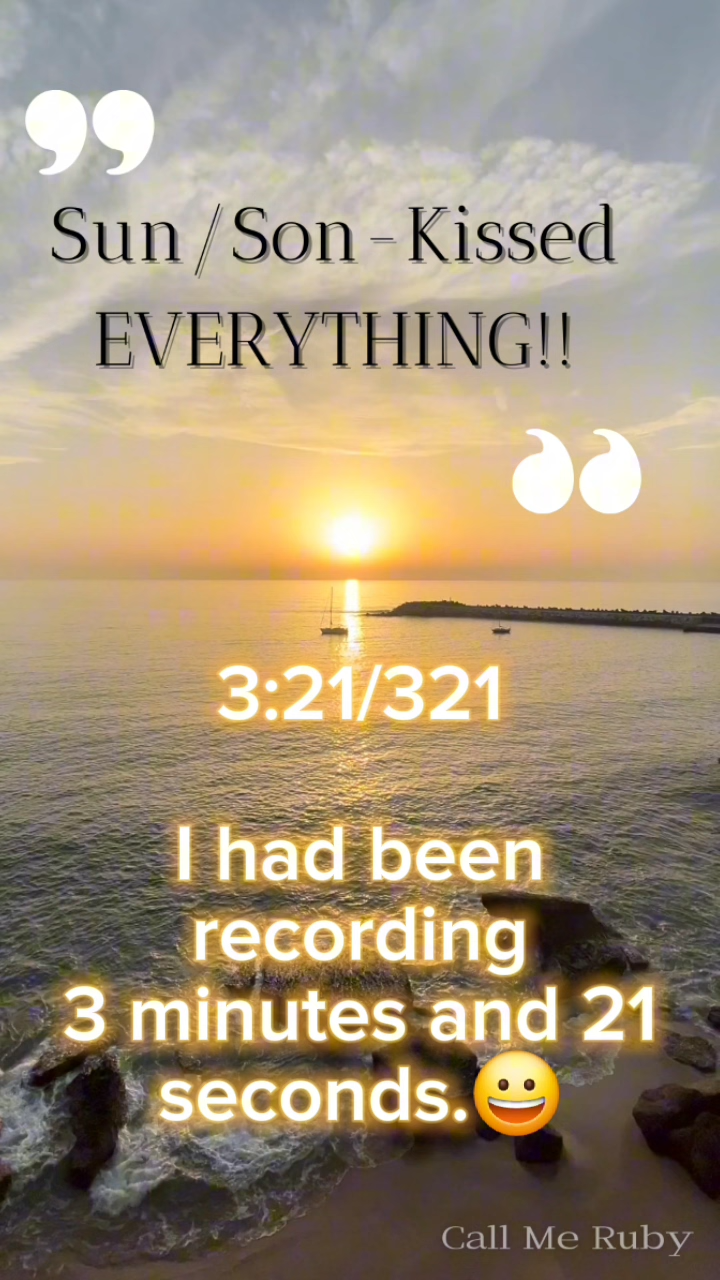 ”
Sun/Son-Kissed
EVERYTHING!!
“
3:21/321
I had been
recording
3 minutes and 21
seconds.😀
Call Me Ruby